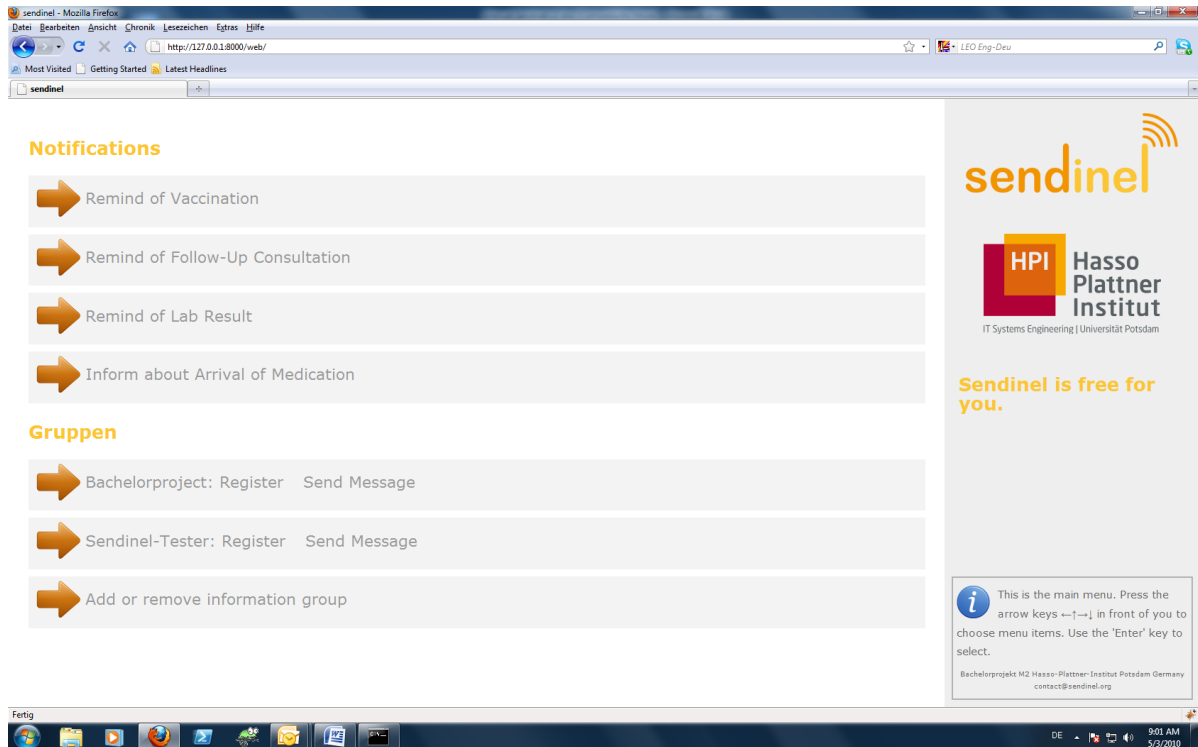 sendinel - Mozilla Firefox
Datei Bearbeiten Ansicht Chronik Lesezeichen Extras Hilfe
http://127.0.0.1:8000/web/
LEO Eng-Deu
Most Visited Getting Started Latest Headlines
sendinel
Notifications
Remind of Vaccination
Remind of Follow-Up Consultation
Remind of Lab Result
Inform about Arrival of Medication
Gruppen
Bachelorproject: Register Send Message
Sendinel-Tester: Register Send Message
Add or remove information group
sendinel
HPI
Hasso
Plattner
Institut
IT Systems Engineering | Universität Potsdam
Sendinel is free for
you.
This is the main menu. Press the
arrow keys ←↑→↓ in front of you to
choose menu items. Use the 'Enter' key to
select.
Bachelorprojekt M2 Hasso-Plattner-Institut Potsdam Germany
contact@sendinel.org
Fertig
DE
9:01 AM
5/3/2010